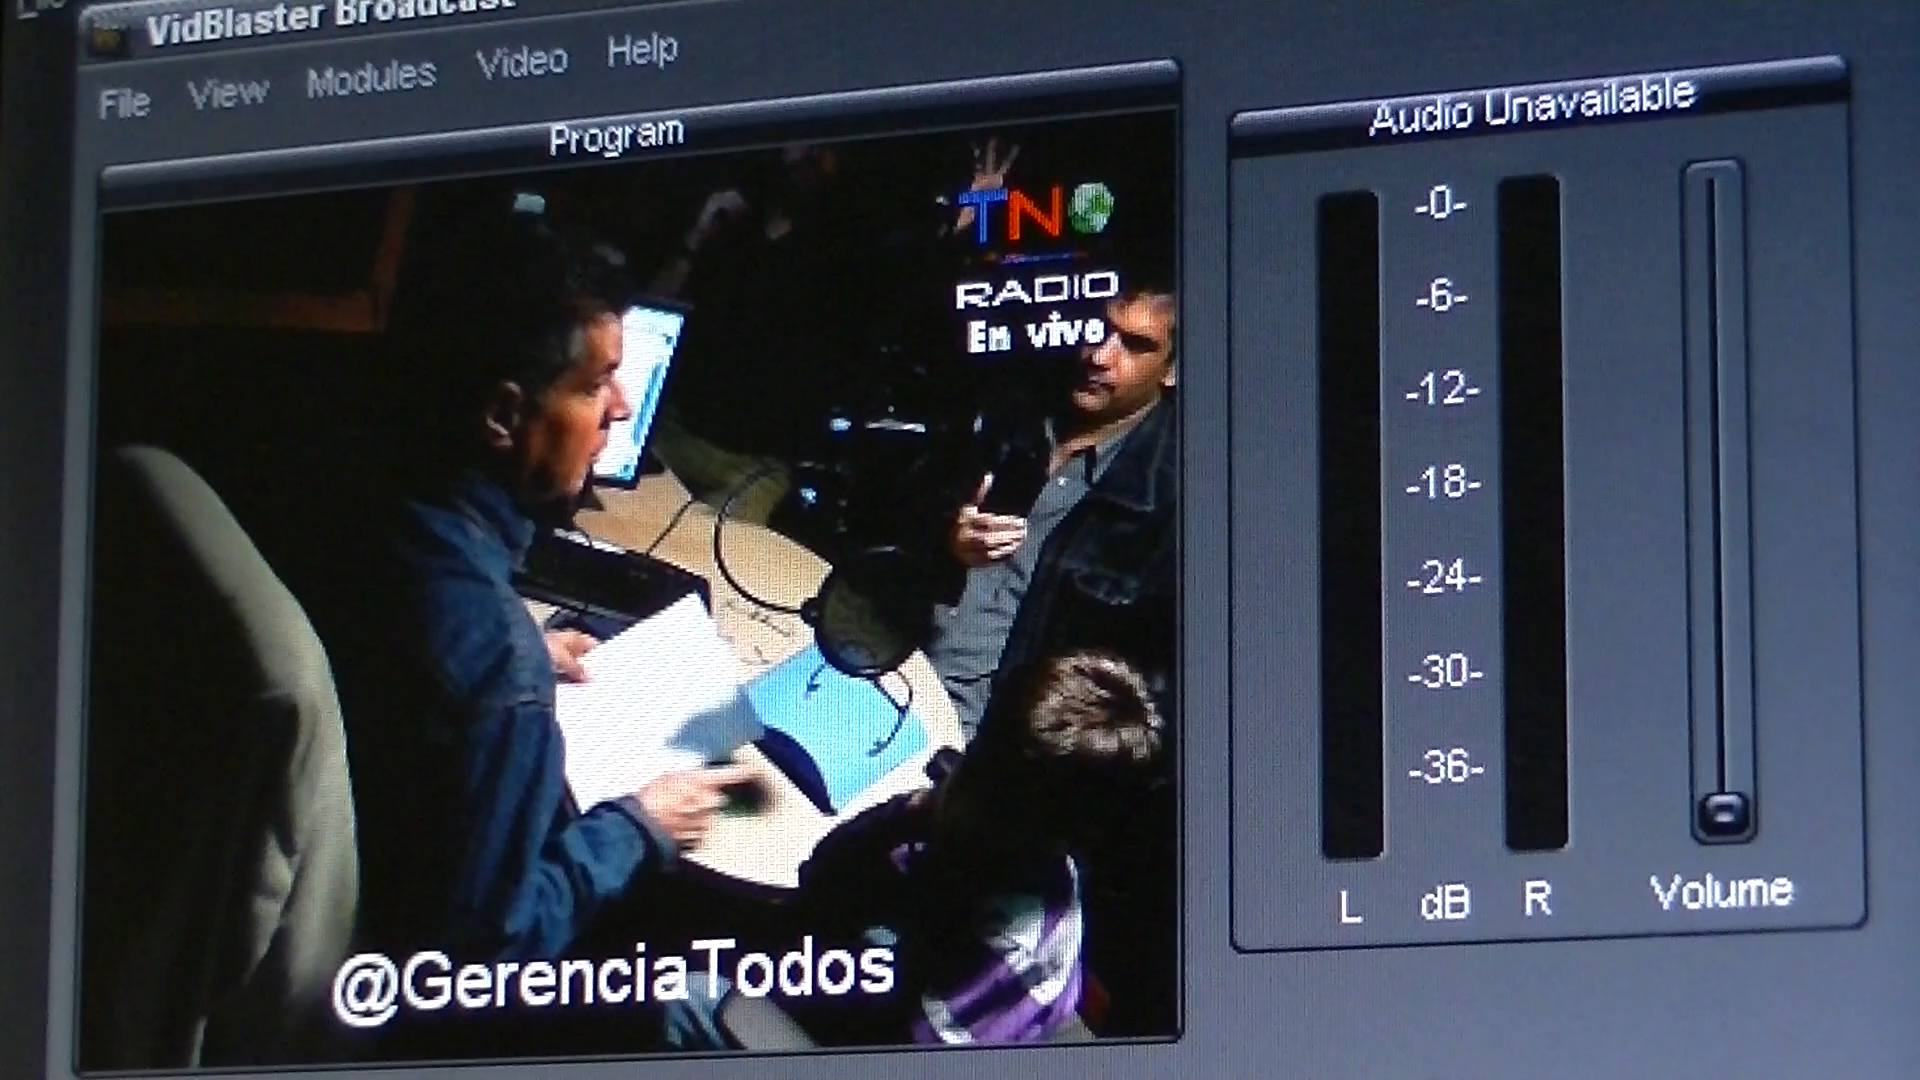 VidBlaster Broadcast
File View Modules Video Help
Program
TN
RADIO
En vivo
@GerenciaTodos
Audio Unavailable
-0-
-6-
-12-
-18-
-24-
-30-
-36-
L dB R
Volume